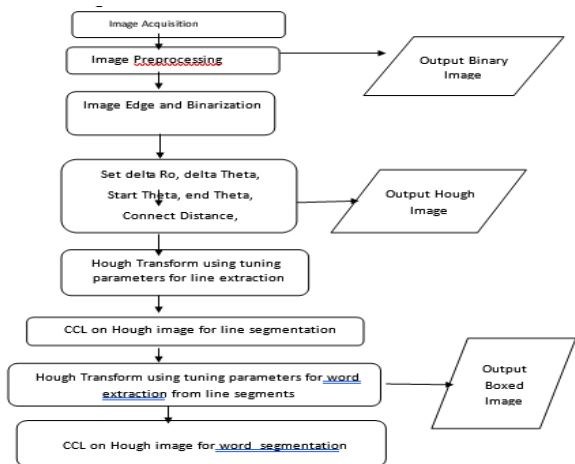 Image Acquisition
Image Preprocessing
Output Binary
Image
Image Edge and Binarization
Set delta Ro, delta Theta,
Start Theta, end Theta,
Connect Distance,
Output Hough
Image
Hough Transform using tuning
parameters for line extraction
CCL on Hough image for line segmentation
Hough Transform using tuning parameters for word
extraction from line segments
Output
Boxed
Image
CCL on Hough image for word segmentation